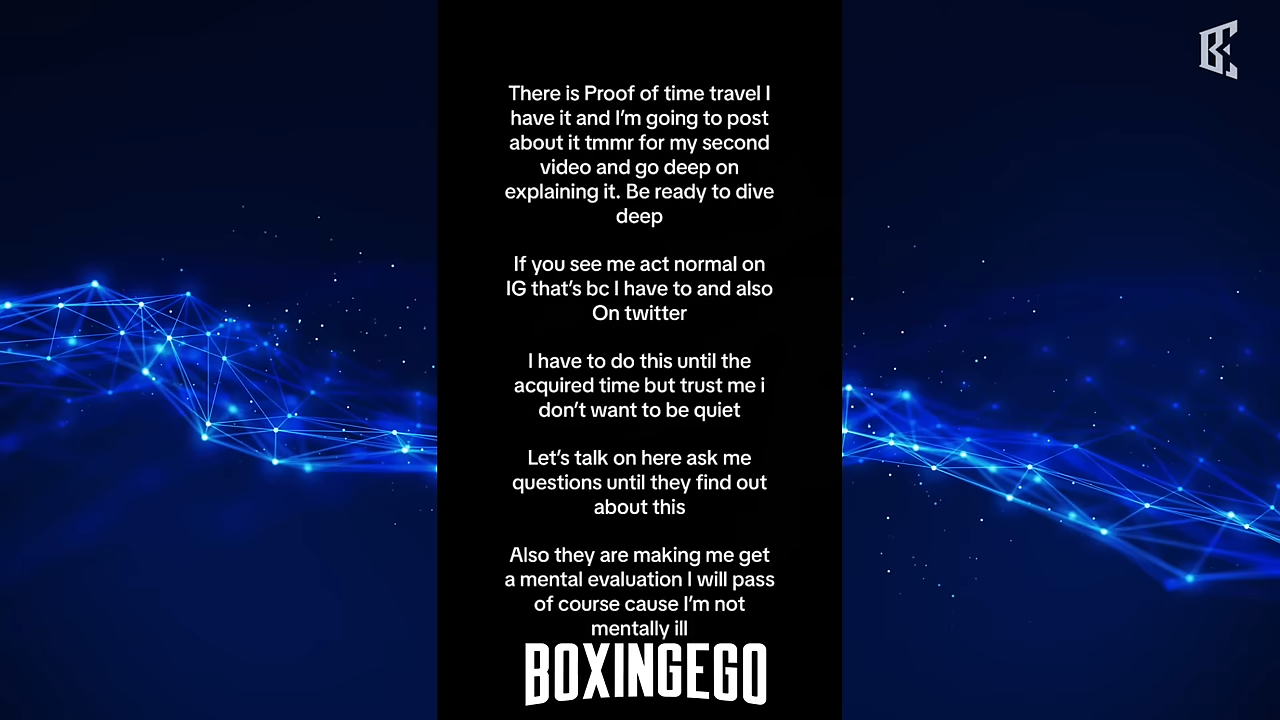 There is Proof of time travel I
have it and I’m going to post
about it tmmr for my second
video and go deep on
explaining it. Be ready to dive
deep
If you see me act normal on
IG that’s bc I have to and also
On twitter
I have to do this until the
acquired time but trust me i
don’t want to be quiet
Let’s talk on here ask me
questions until they find out
about this
Also they are making me get
a mental evaluation I will pass
of course cause I’m not
mentally ill
BOXINGEGO